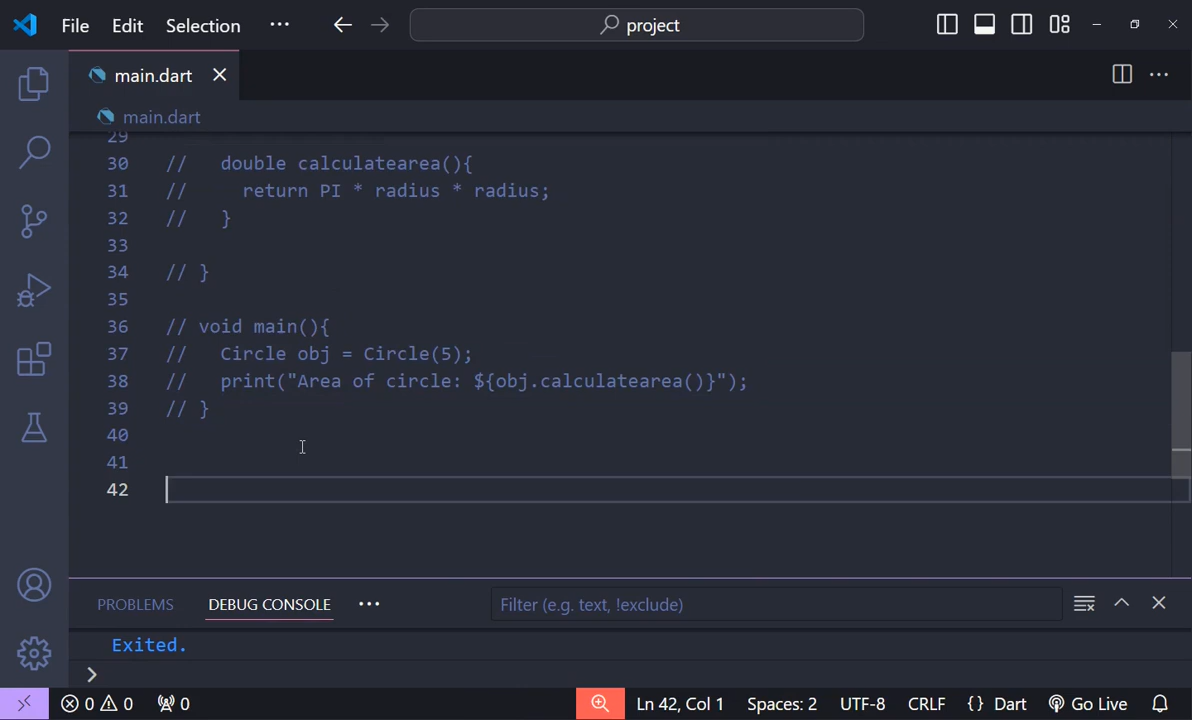 File Edit Selection ··· project
main.dart
main.dart
29
30 // double calculatearea(){
31 // return PI * radius * radius;
32 // }
33
34 // }
35
36 // void main(){
37 // Circle obj = Circle(5);
38 // print("Area of circle: ${obj.calculatearea()}");
39 // }
40
41
42
PROBLEMS DEBUG CONSOLE ··· Filter (e.g. text, !exclude)
Exited.
0 0 0 Ln 42, Col 1 Spaces: 2 UTF-8 CRLF {} Dart Go Live